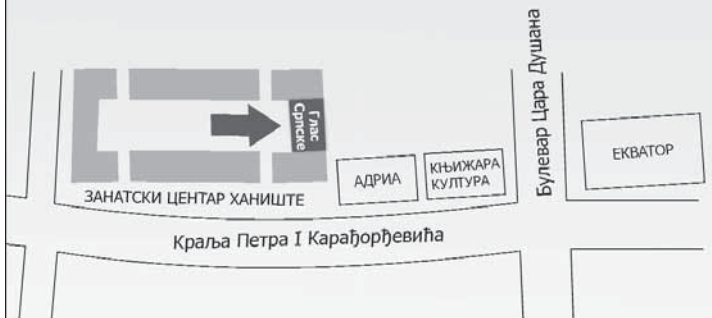 Глас
Српске
ЗАНАТСКИ ЦЕНТАР ХАНИШТЕ
АДРИА
КЊИЖАРА
КУЛТУРА
Булевар Цара Душана
ЕКВАТОР
Краља Петра I Карађорђевића